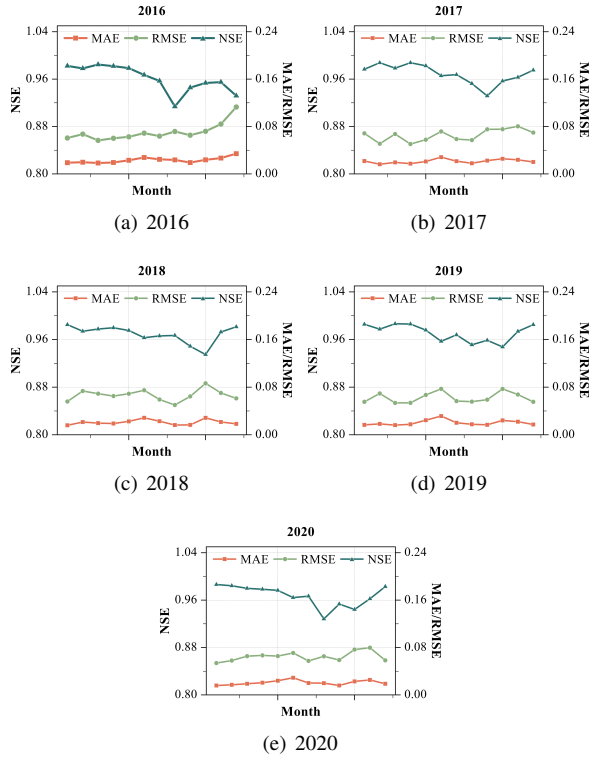 2016
1.04
0.24
MAE RMSE NSE
0.96
0.16
NSE
MAE/RMSE
0.88
0.08
0.80
0.00
Month
(a) 2016
2017
1.04
0.24
MAE RMSE NSE
0.96
0.16
NSE
MAE/RMSE
0.88
0.08
0.80
0.00
Month
(b) 2017
2018
1.04
0.24
MAE RMSE NSE
0.96
0.16
NSE
MAE/RMSE
0.88
0.08
0.80
0.00
Month
(c) 2018
2019
1.04
0.24
MAE RMSE NSE
0.96
0.16
NSE
MAE/RMSE
0.88
0.08
0.80
0.00
Month
(d) 2019
2020
1.04
0.24
MAE RMSE NSE
0.96
0.16
NSE
MAE/RMSE
0.88
0.08
0.80
0.00
Month
(e) 2020